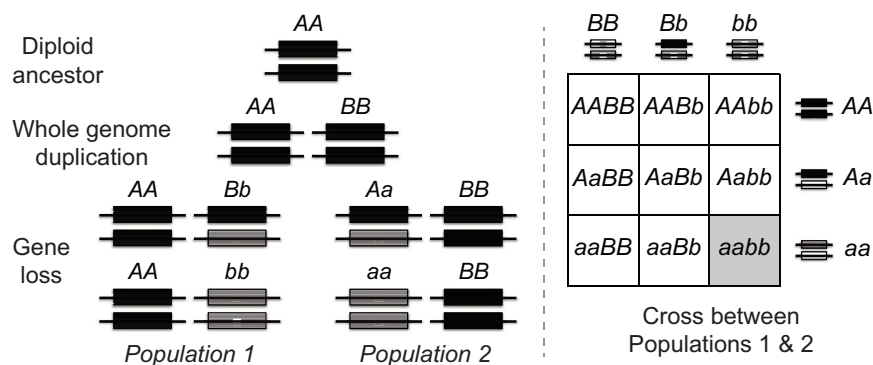 Diploid
ancestor
AA
Whole genome
duplication
AA BB
Gene
loss
AA Bb Aa BB
AA bb aa BB
Population 1 Population 2
BB Bb bb
AABB AABb AAbb AA
AaBB AaBb Aabb Aa
aaBB aaBb aabb aa
Cross between
Populations 1 & 2